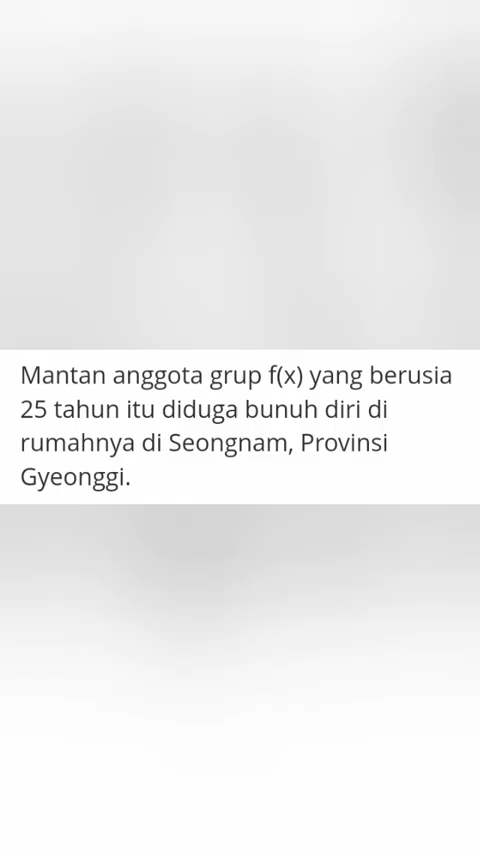 Mantan anggota grup f(x) yang berusia
25 tahun itu diduga bunuh diri di
rumahnya di Seongnam, Provinsi
Gyeonggi.